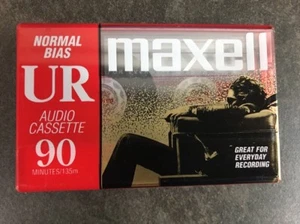 NORMAL
BIAS
UR
AUDIO
CASSETTE
90
MINUTES/135m
maxell
GREAT FOR
EVERYDAY
RECORDING